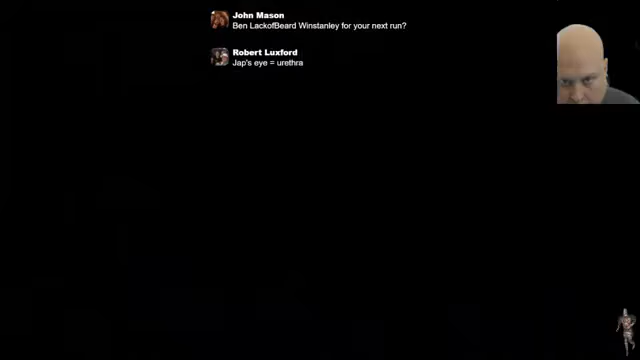 John Mason
Ben LackofBeard Winstanley for your next run?
Robert Luxford
Jap's eye = urethra